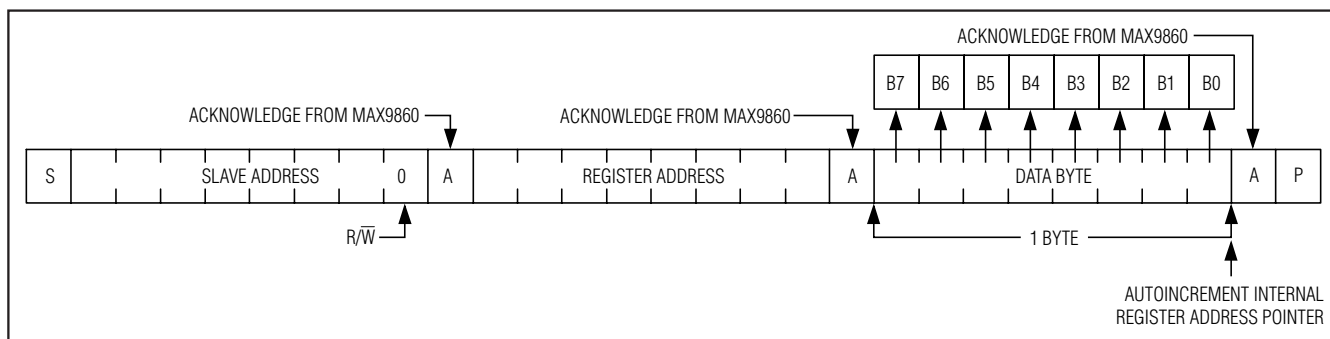 ACKNOWLEDGE FROM MAX9860
B7 B6 B5 B4 B3 B2 B1 B0
ACKNOWLEDGE FROM MAX9860 ACKNOWLEDGE FROM MAX9860
S SLAVE ADDRESS 0 A REGISTER ADDRESS A DATA BYTE A P
R/W̅
1 BYTE
AUTOINCREMENT INTERNAL
REGISTER ADDRESS POINTER